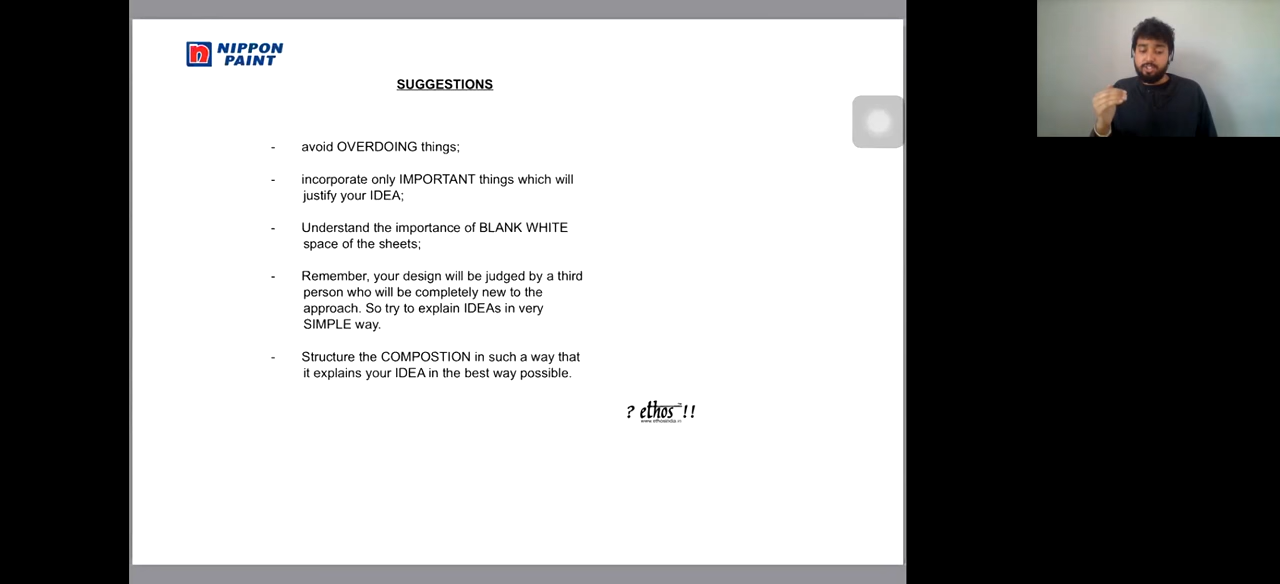 NIPPON
PAINT
SUGGESTIONS
- avoid OVERDOING things;
- incorporate only IMPORTANT things which will
justify your IDEA;
- Understand the importance of BLANK WHITE
space of the sheets;
- Remember, your design will be judged by a third
person who will be completely new to the
approach. So try to explain IDEAs in very
SIMPLE way.
- Structure the COMPOSTION in such a way that
it explains your IDEA in the best way possible.
? ethos !!
www.ethosindia.in